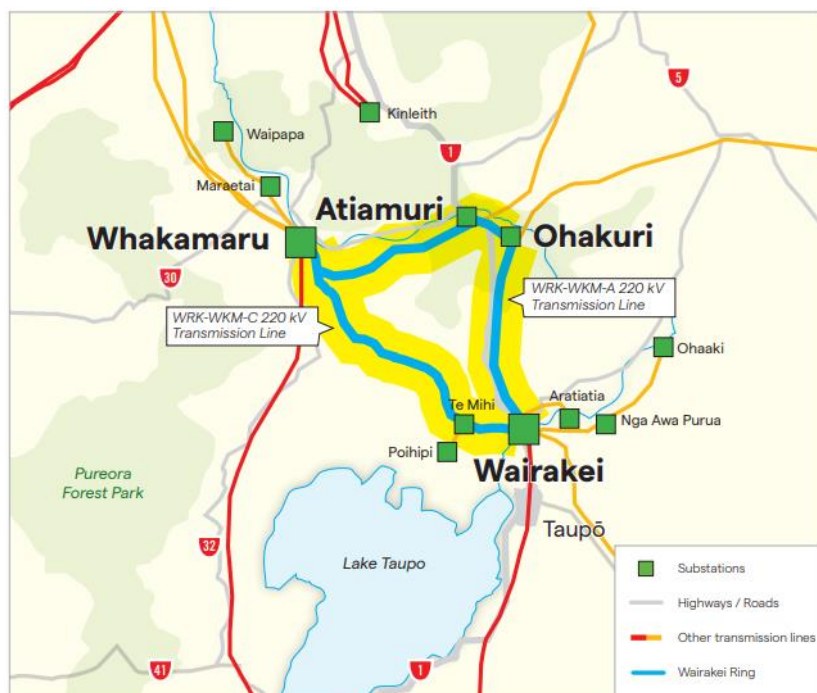 5
Kinleith
Waipapa
1
Maraetai
Atiamuri
Whakamaru
Ohakuri
30
WRK-WKM-A 220 kV
Transmission Line
WRK-WKM-C 220 kV
Transmission Line
Ohaaki
Te Mihi
Aratiatia
Nga Awa Purua
Poihipi
Wairakei
Pureora
Forest Park
Taupō
32
Lake Taupo
41
1
Substations
Highways / Roads
Other transmission lines
Wairakei Ring